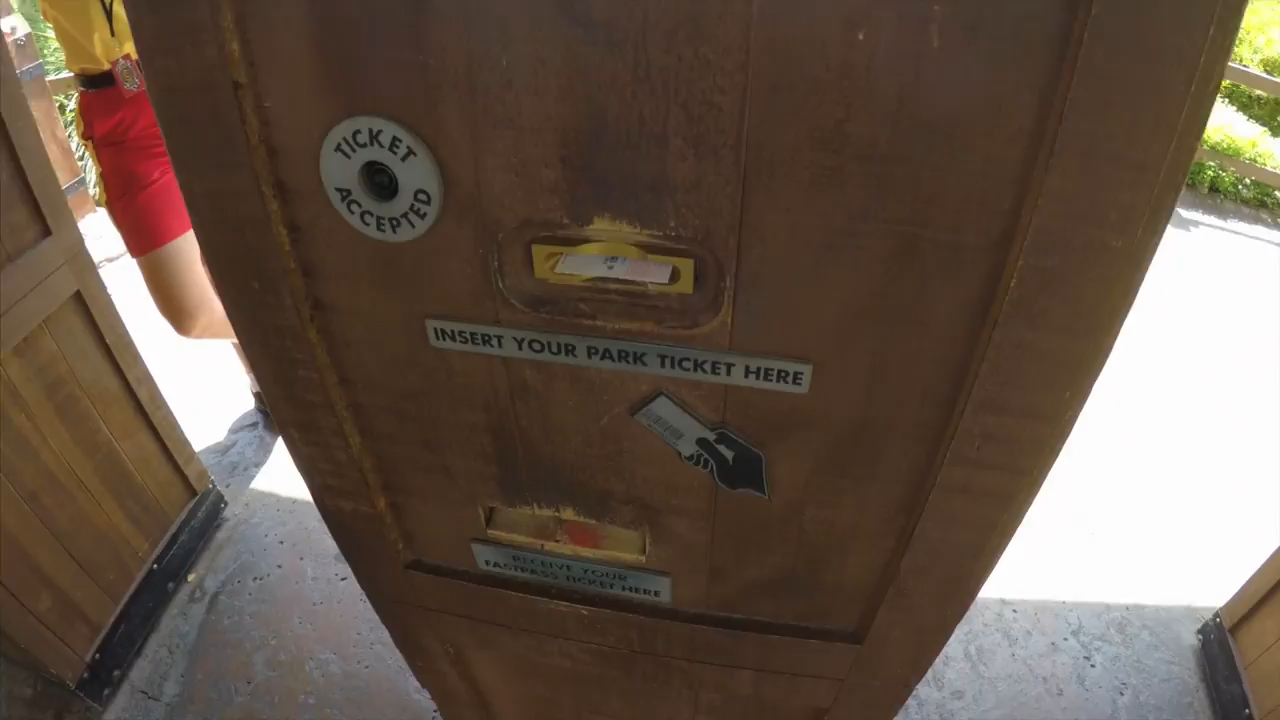 TICKET
ACCEPTED
INSERT YOUR PARK TICKET HERE
RECEIVE YOUR
FASTPASS TICKET HERE